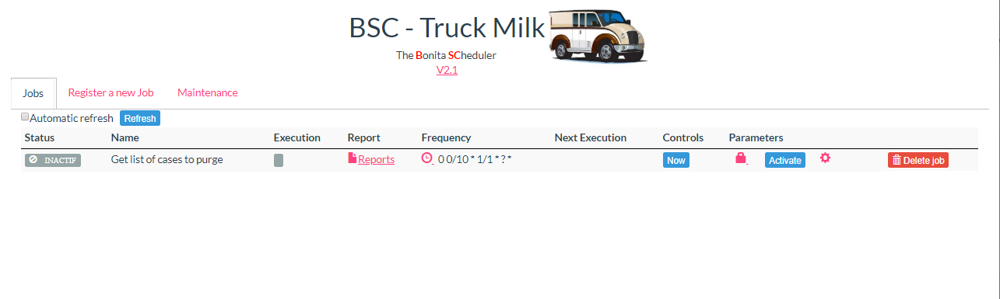 BSC - Truck Milk
The Bonita SCheduler
V2.1
Jobs Register a new Job Maintenance
Automatic refresh Refresh
Status Name Execution Report Frequency Next Execution Controls Parameters
INACTIF Get list of cases to purge Reports 0 0/10 * 1/1 * ? * Now Activate Delete job